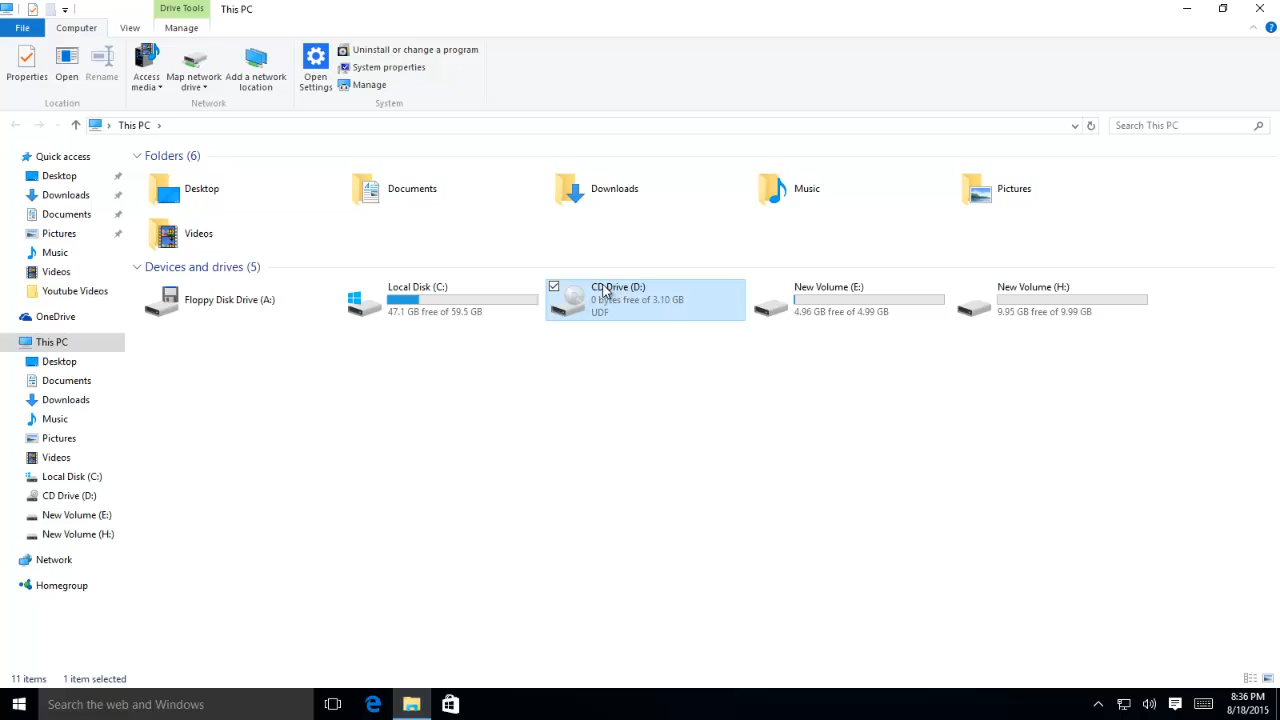 Drive Tools
This PC
File
Computer
View
Manage
Properties
Open
Rename
Access media
Map network drive
Add a network location
Open Settings
Uninstall or change a program
System properties
Manage
Location
Network
System
This PC
Search This PC
Quick access
Desktop
Downloads
Documents
Pictures
Music
Videos
Youtube Videos
OneDrive
This PC
Desktop
Documents
Downloads
Music
Pictures
Videos
Local Disk (C:)
CD Drive (D:)
New Volume (E:)
New Volume (H:)
Network
Homegroup
Folders (6)
Desktop
Documents
Downloads
Music
Pictures
Videos
Devices and drives (5)
Floppy Disk Drive (A:)
Local Disk (C:)
47.1 GB free of 59.5 GB
CD Drive (D:)
0 bytes free of 3.10 GB
UDF
New Volume (E:)
4.96 GB free of 4.99 GB
New Volume (H:)
9.95 GB free of 9.99 GB
11 items
1 item selected
Search the web and Windows
8:36 PM
8/18/2015